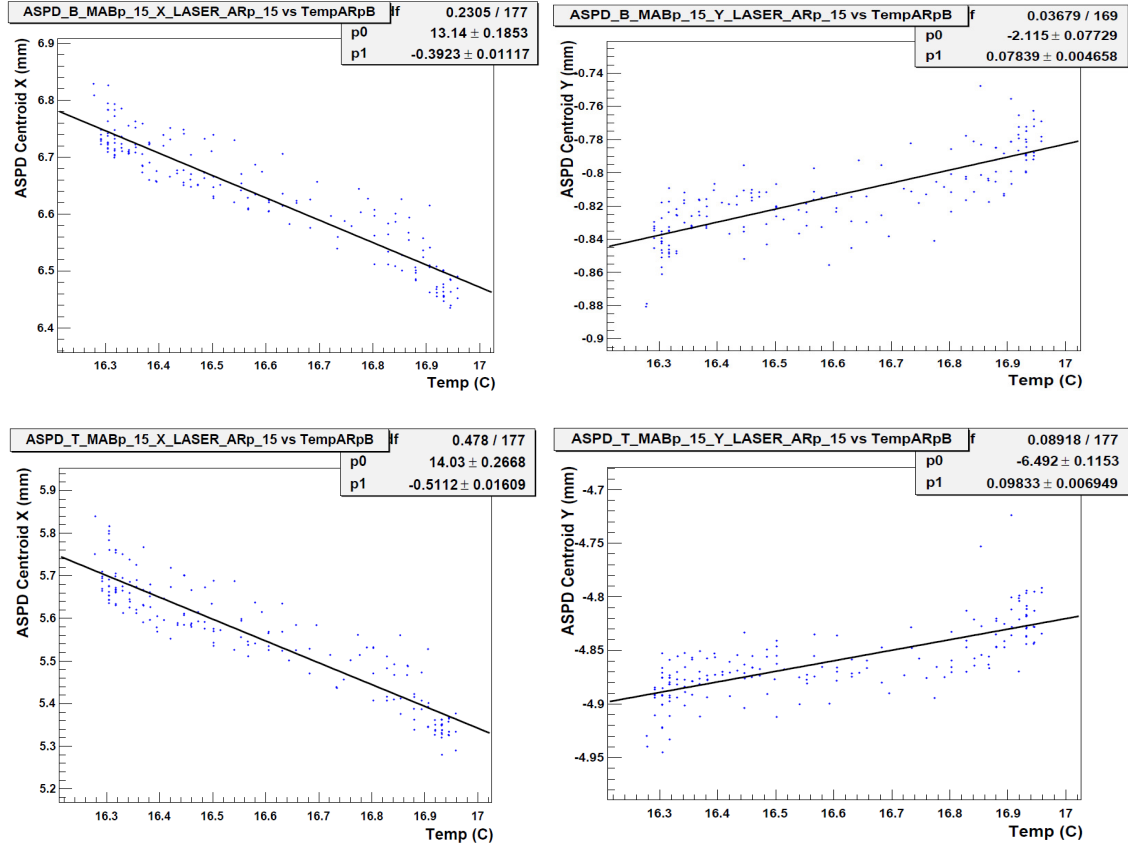 ASPD_B_MABp_15_X_LASER_ARp_15 vs TempARpB
df 0.2305 / 177
p0 13.14 ± 0.1853
p1 -0.3923 ± 0.01117
ASPD Centroid X (mm)
6.9
6.8
6.7
6.6
6.5
6.4
16.3 16.4 16.5 16.6 16.7 16.8 16.9 17
Temp (C)
ASPD_B_MABp_15_Y_LASER_ARp_15 vs TempARpB
df 0.03679 / 169
p0 -2.115 ± 0.07729
p1 0.07839 ± 0.004658
ASPD Centroid Y (mm)
-0.74
-0.76
-0.78
-0.8
-0.82
-0.84
-0.86
-0.88
-0.9
16.3 16.4 16.5 16.6 16.7 16.8 16.9 17
Temp (C)
ASPD_T_MABp_15_X_LASER_ARp_15 vs TempARpB
lf 0.478 / 177
p0 14.03 ± 0.2668
p1 -0.5112 ± 0.01609
ASPD Centroid X (mm)
5.9
5.8
5.7
5.6
5.5
5.4
5.3
5.2
16.3 16.4 16.5 16.6 16.7 16.8 16.9 17
Temp (C)
ASPD_T_MABp_15_Y_LASER_ARp_15 vs TempARpB
f 0.08918 / 177
p0 -6.492 ± 0.1153
p1 0.09833 ± 0.006949
ASPD Centroid Y (mm)
-4.7
-4.75
-4.8
-4.85
-4.9
-4.95
16.3 16.4 16.5 16.6 16.7 16.8 16.9 17
Temp (C)